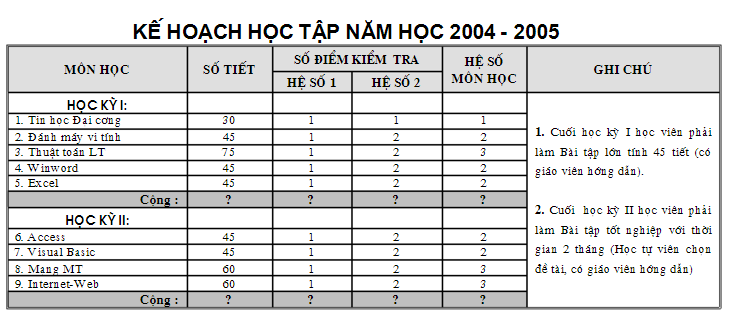 KẾ HOẠCH HỌC TẬP NĂM HỌC 2004 - 2005
MÔN HỌC SỐ TIẾT SỐ ĐIỂM KIỂM TRA HỆ SỐ MÔN HỌC GHI CHÚ
HỆ SỐ 1 HỆ SỐ 2
HỌC KỲ I:
1. Tin học Đai cơng 30 1 1 1
2. Đánh máy vi tính 45 1 2 2
3. Thuật toán LT 75 1 2 3
4. Winword 45 1 2 2
5. Excel 45 1 2 2
Cộng : ? ? ? ?
HỌC KỲ II:
6. Access 45 1 2 2
7. Visual Basic 45 1 2 2
8. Mang MT 60 1 2 3
9. Internet-Web 60 1 2 3
Cộng : ? ? ? ?
1. Cuối học kỳ I học viên phải
làm Bài tập lớn tính 45 tiết (có
giáo viên hớng dẫn).
2. Cuối học kỳ II học viên phải
làm Bài tập tốt nghiệp với thời
gian 2 tháng (Học tự viên chọn
đề tài, có giáo viên hớng dẫn)